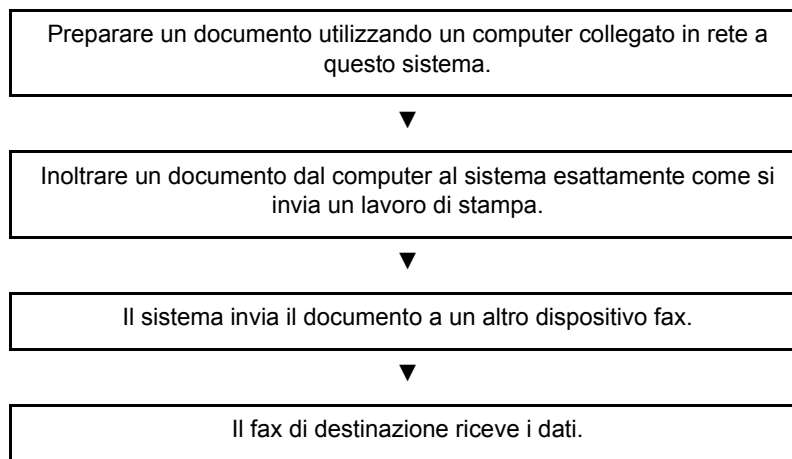 Preparare un documento utilizzando un computer collegato in rete a
questo sistema.
▼
Inoltrare un documento dal computer al sistema esattamente come si
invia un lavoro di stampa.
▼
Il sistema invia il documento a un altro dispositivo fax.
▼
Il fax di destinazione riceve i dati.